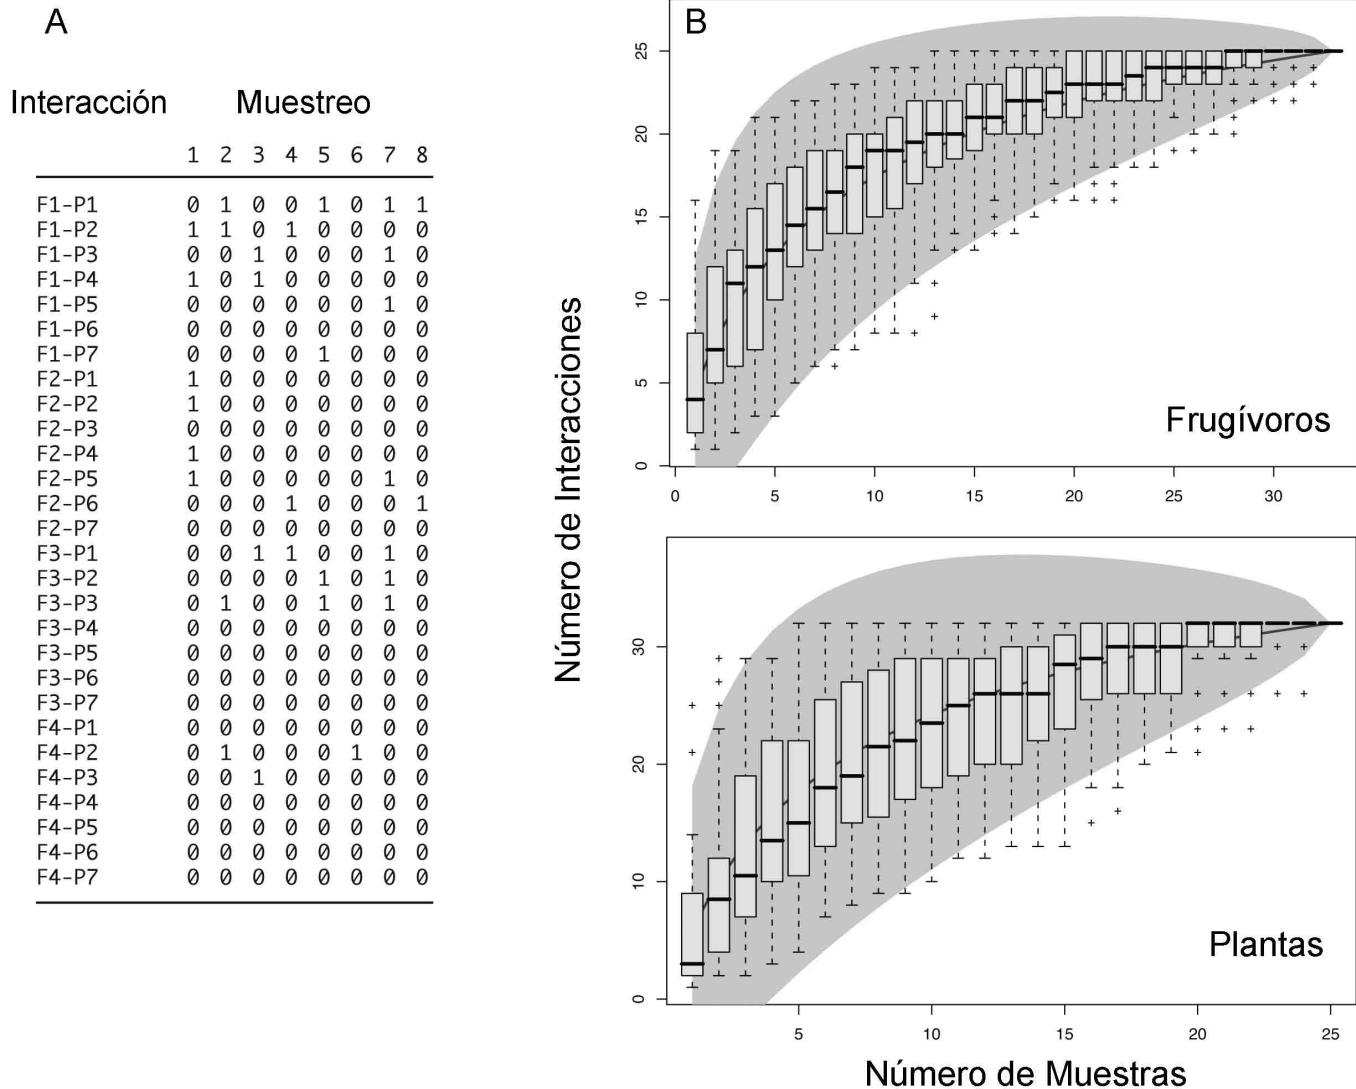 A
Interacción Muestreo
1 2 3 4 5 6 7 8
F1-P1 0 1 0 0 1 0 1 1
F1-P2 1 1 0 1 0 0 0 0
F1-P3 0 0 1 0 0 0 1 0
F1-P4 1 0 1 0 0 0 0 0
F1-P5 0 0 0 0 0 0 1 0
F1-P6 0 0 0 0 0 0 0 0
F1-P7 0 0 0 0 1 0 0 0
F2-P1 1 0 0 0 0 0 0 0
F2-P2 1 0 0 0 0 0 0 0
F2-P3 0 0 0 0 0 0 0 0
F2-P4 1 0 0 0 0 0 0 0
F2-P5 1 0 0 0 0 0 1 0
F2-P6 0 0 0 1 0 0 0 1
F2-P7 0 0 0 0 0 0 0 0
F3-P1 0 0 1 1 0 0 1 0
F3-P2 0 0 0 0 1 0 1 0
F3-P3 0 1 0 0 1 0 1 0
F3-P4 0 0 0 0 0 0 0 0
F3-P5 0 0 0 0 0 0 0 0
F3-P6 0 0 0 0 0 0 0 0
F3-P7 0 0 0 0 0 0 0 0
F4-P1 0 0 0 0 0 0 0 0
F4-P2 0 1 0 0 0 1 0 0
F4-P3 0 0 1 0 0 0 0 0
F4-P4 0 0 0 0 0 0 0 0
F4-P5 0 0 0 0 0 0 0 0
F4-P6 0 0 0 0 0 0 0 0
F4-P7 0 0 0 0 0 0 0 0
B
Número de Interacciones
25
20
15
10
5
0
Frugívoros
0 5 10 15 20 25 30
30
20
10
0
Plantas
5 10 15 20 25
Número de Muestras